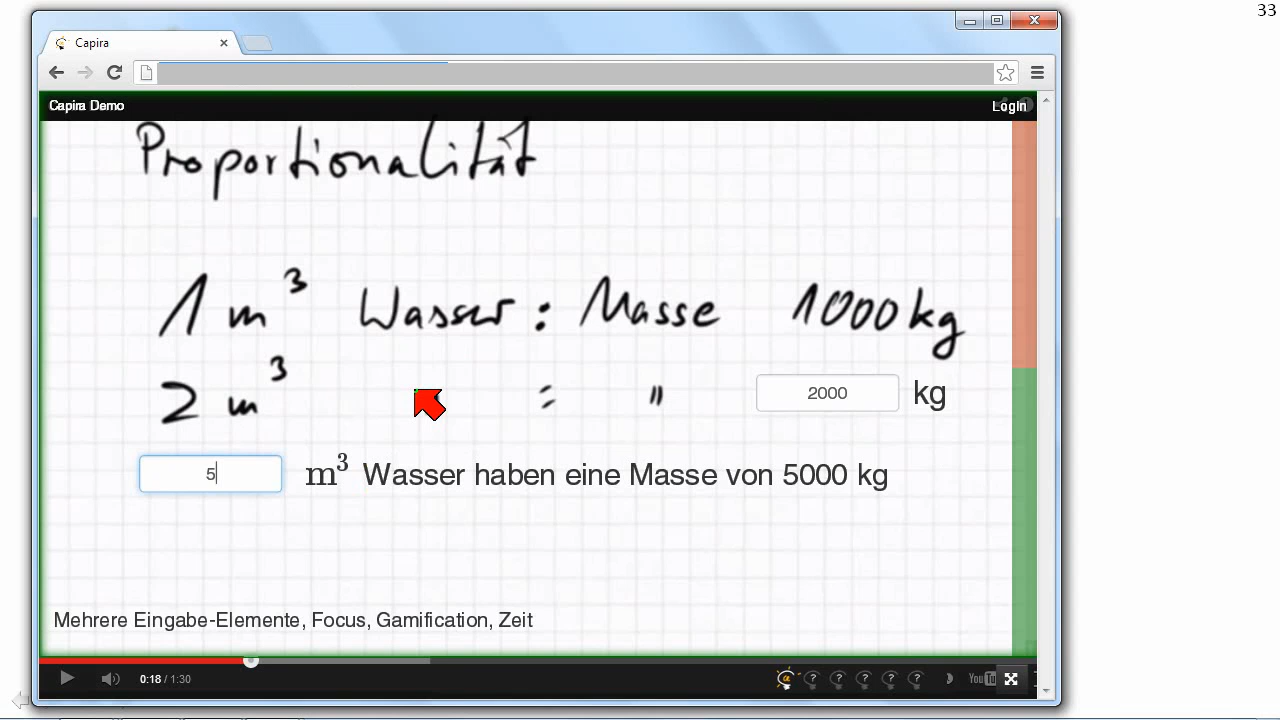 33
Capira
Capira Demo
Login
Proportionalität
1 m³ Wasser : Masse 1000 kg
2 m³ = " 2000 kg
5 m³ Wasser haben eine Masse von 5000 kg
Mehrere Eingabe-Elemente, Focus, Gamification, Zeit
0:18 / 1:30
α ? ? ? ? ? YouTu